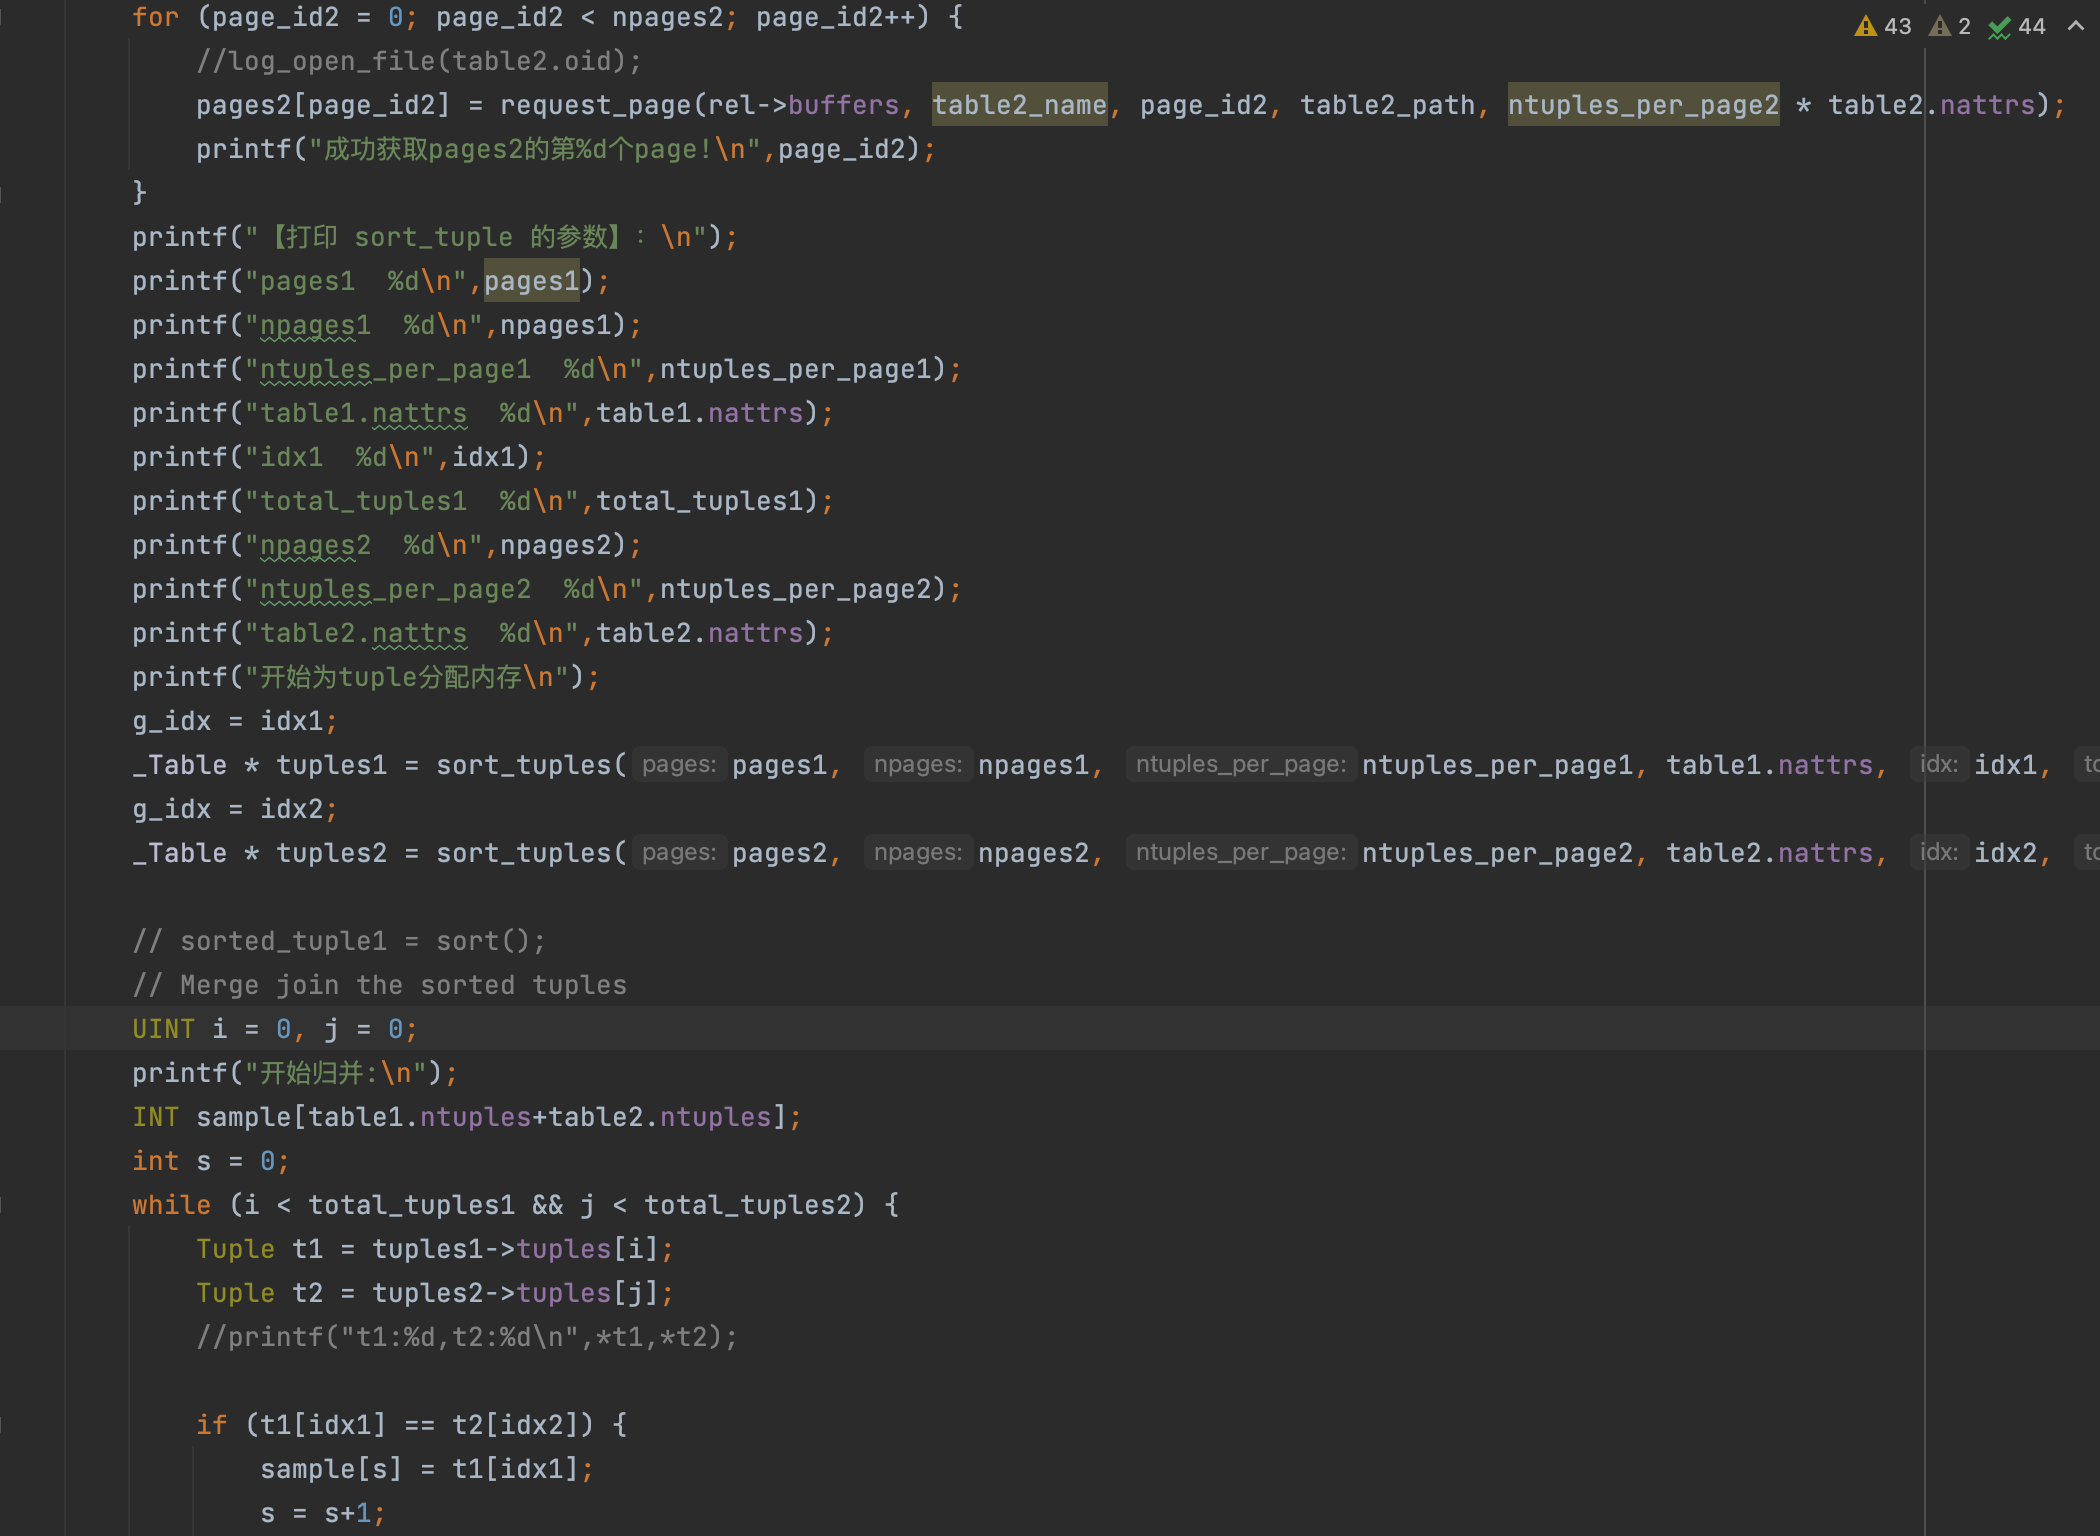 for (page_id2 = 0; page_id2 < npages2; page_id2++) {
43 2 44
//log_open_file(table2.oid);
pages2[page_id2] = request_page(rel->buffers, table2_name, page_id2, table2_path, ntuples_per_page2 * table2.nattrs);
printf("成功获取pages2的第%d个page!\n",page_id2);
}
printf("【打印 sort_tuple 的参数】：\n");
printf("pages1  %d\n",pages1);
printf("npages1  %d\n",npages1);
printf("ntuples_per_page1  %d\n",ntuples_per_page1);
printf("table1.nattrs  %d\n",table1.nattrs);
printf("idx1  %d\n",idx1);
printf("total_tuples1  %d\n",total_tuples1);
printf("npages2  %d\n",npages2);
printf("ntuples_per_page2  %d\n",ntuples_per_page2);
printf("table2.nattrs  %d\n",table2.nattrs);
printf("开始为tuple分配内存\n");
g_idx = idx1;
_Table * tuples1 = sort_tuples( pages: pages1, npages: npages1, ntuples_per_page: ntuples_per_page1, table1.nattrs, idx: idx1,
g_idx = idx2;
_Table * tuples2 = sort_tuples( pages: pages2, npages: npages2, ntuples_per_page: ntuples_per_page2, table2.nattrs, idx: idx2,
// sorted_tuple1 = sort();
// Merge join the sorted tuples
UINT i = 0, j = 0;
printf("开始归并:\n");
INT sample[table1.ntuples+table2.ntuples];
int s = 0;
while (i < total_tuples1 && j < total_tuples2) {
Tuple t1 = tuples1->tuples[i];
Tuple t2 = tuples2->tuples[j];
//printf("t1:%d,t2:%d\n",*t1,*t2);
if (t1[idx1] == t2[idx2]) {
sample[s] = t1[idx1];
s = s+1;